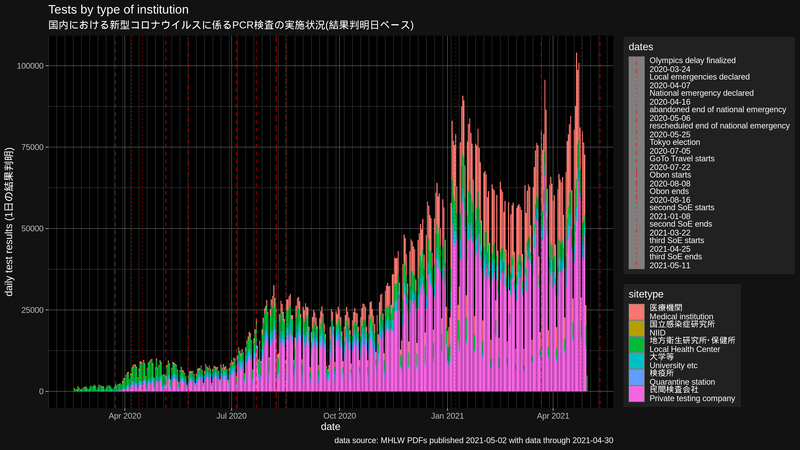 Tests by type of institution
国内における新型コロナウイルスに係るPCR検査の実施状況(結果判明日ベース)
daily test results (1日の結果判明)
100000
75000
50000
25000
0
Apr 2020
Jul 2020
Oct 2020
Jan 2021
Apr 2021
date
dates
Olympics delay finalized
2020-03-24
Local emergencies declared
2020-04-07
National emergency declared
2020-04-16
abandoned end of national emergency
2020-05-06
rescheduled end of national emergency
2020-05-25
Tokyo election
2020-07-05
GoTo Travel starts
2020-07-22
Obon starts
2020-08-08
Obon ends
2020-08-16
second SoE starts
2021-01-08
second SoE ends
2021-03-22
third SoE starts
2021-04-25
third SoE ends
2021-05-11
sitetype
医療機関
Medical institution
国立感染症研究所
NIID
地方衛生研究所･保健所
Local Health Center
大学等
University etc
検疫所
Quarantine station
民間検査会社
Private testing company
data source: MHLW PDFs published 2021-05-02 with data through 2021-04-30